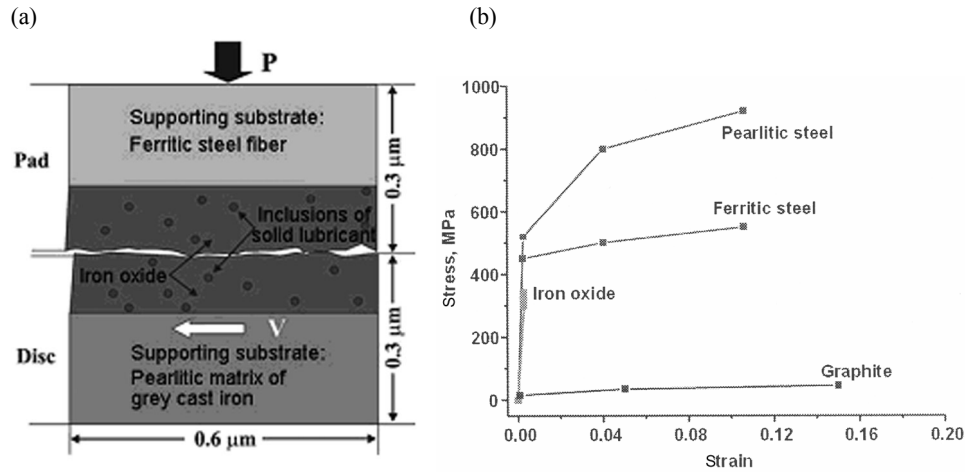 (a)
P
Supporting substrate:
Ferritic steel fiber
Pad
0.3 μm
Inclusions of
solid lubricant
Iron oxide
V
Disc
Supporting substrate:
Pearlitic matrix of
grey cast iron
0.3 μm
0.6 μm
(b)
1000
800
600
400
200
0
Stress, MPa
Pearlitic steel
Ferritic steel
Iron oxide
Graphite
0.00 0.04 0.08 0.12 0.16 0.20
Strain